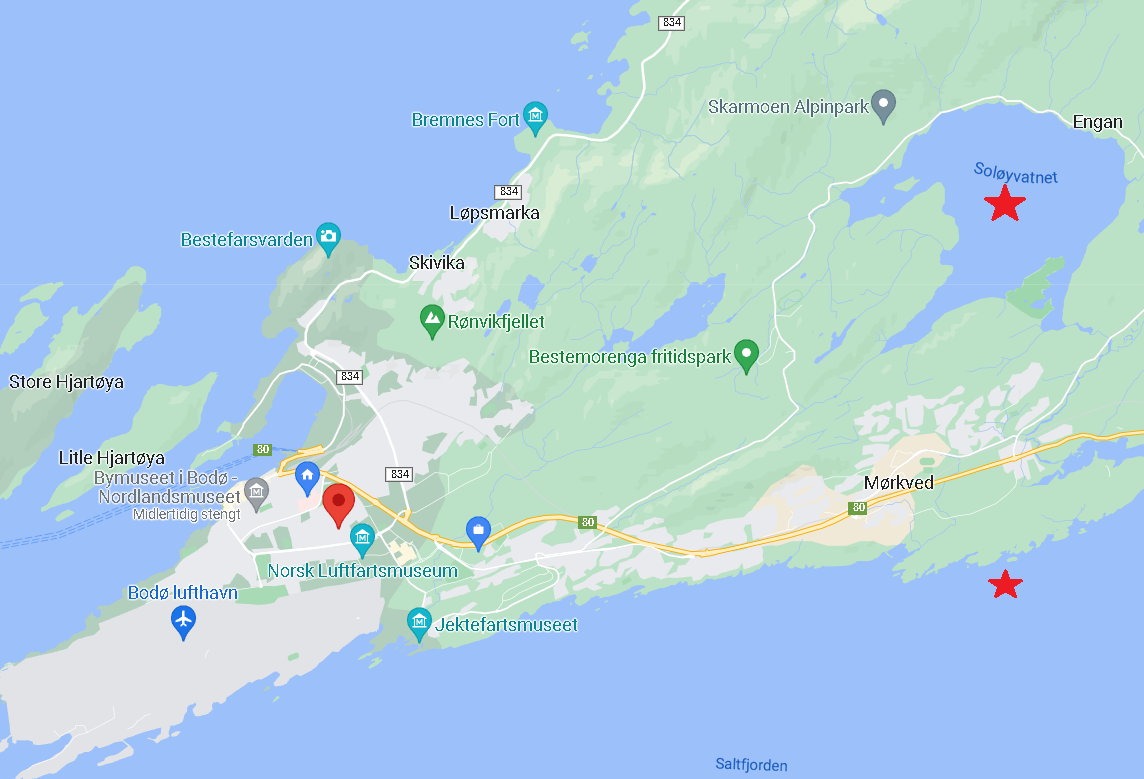 834
Skarmoen Alpinpark
Bremnes Fort
Engan
Soløyvatnet
834
Løpsmarka
Bestefarsvarden
Skivika
Rønvikfjellet
Bestemorenga fritidspark
834
Store Hjartøya
80
Litle Hjartøya
834
Bymuseet i Bodø -
Nordlandsmuseet
Midlertidig stengt
Mørkved
80
80
Norsk Luftfartsmuseum
Bodø lufthavn
Jektefartsmuseet
Saltfjorden